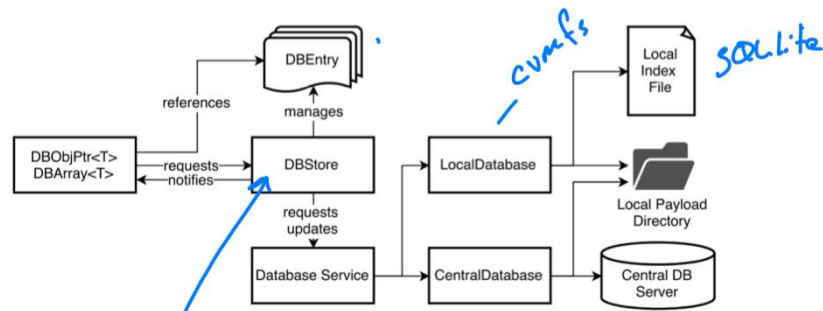 cvmfs
SQLLite
DBEntry
Local
Index
File
references
manages
DBObjPtr<T>
DBArray<T>
requests
notifies
DBStore
LocalDatabase
Local Payload
Directory
requests
updates
Database Service
CentralDatabase
Central DB
Server